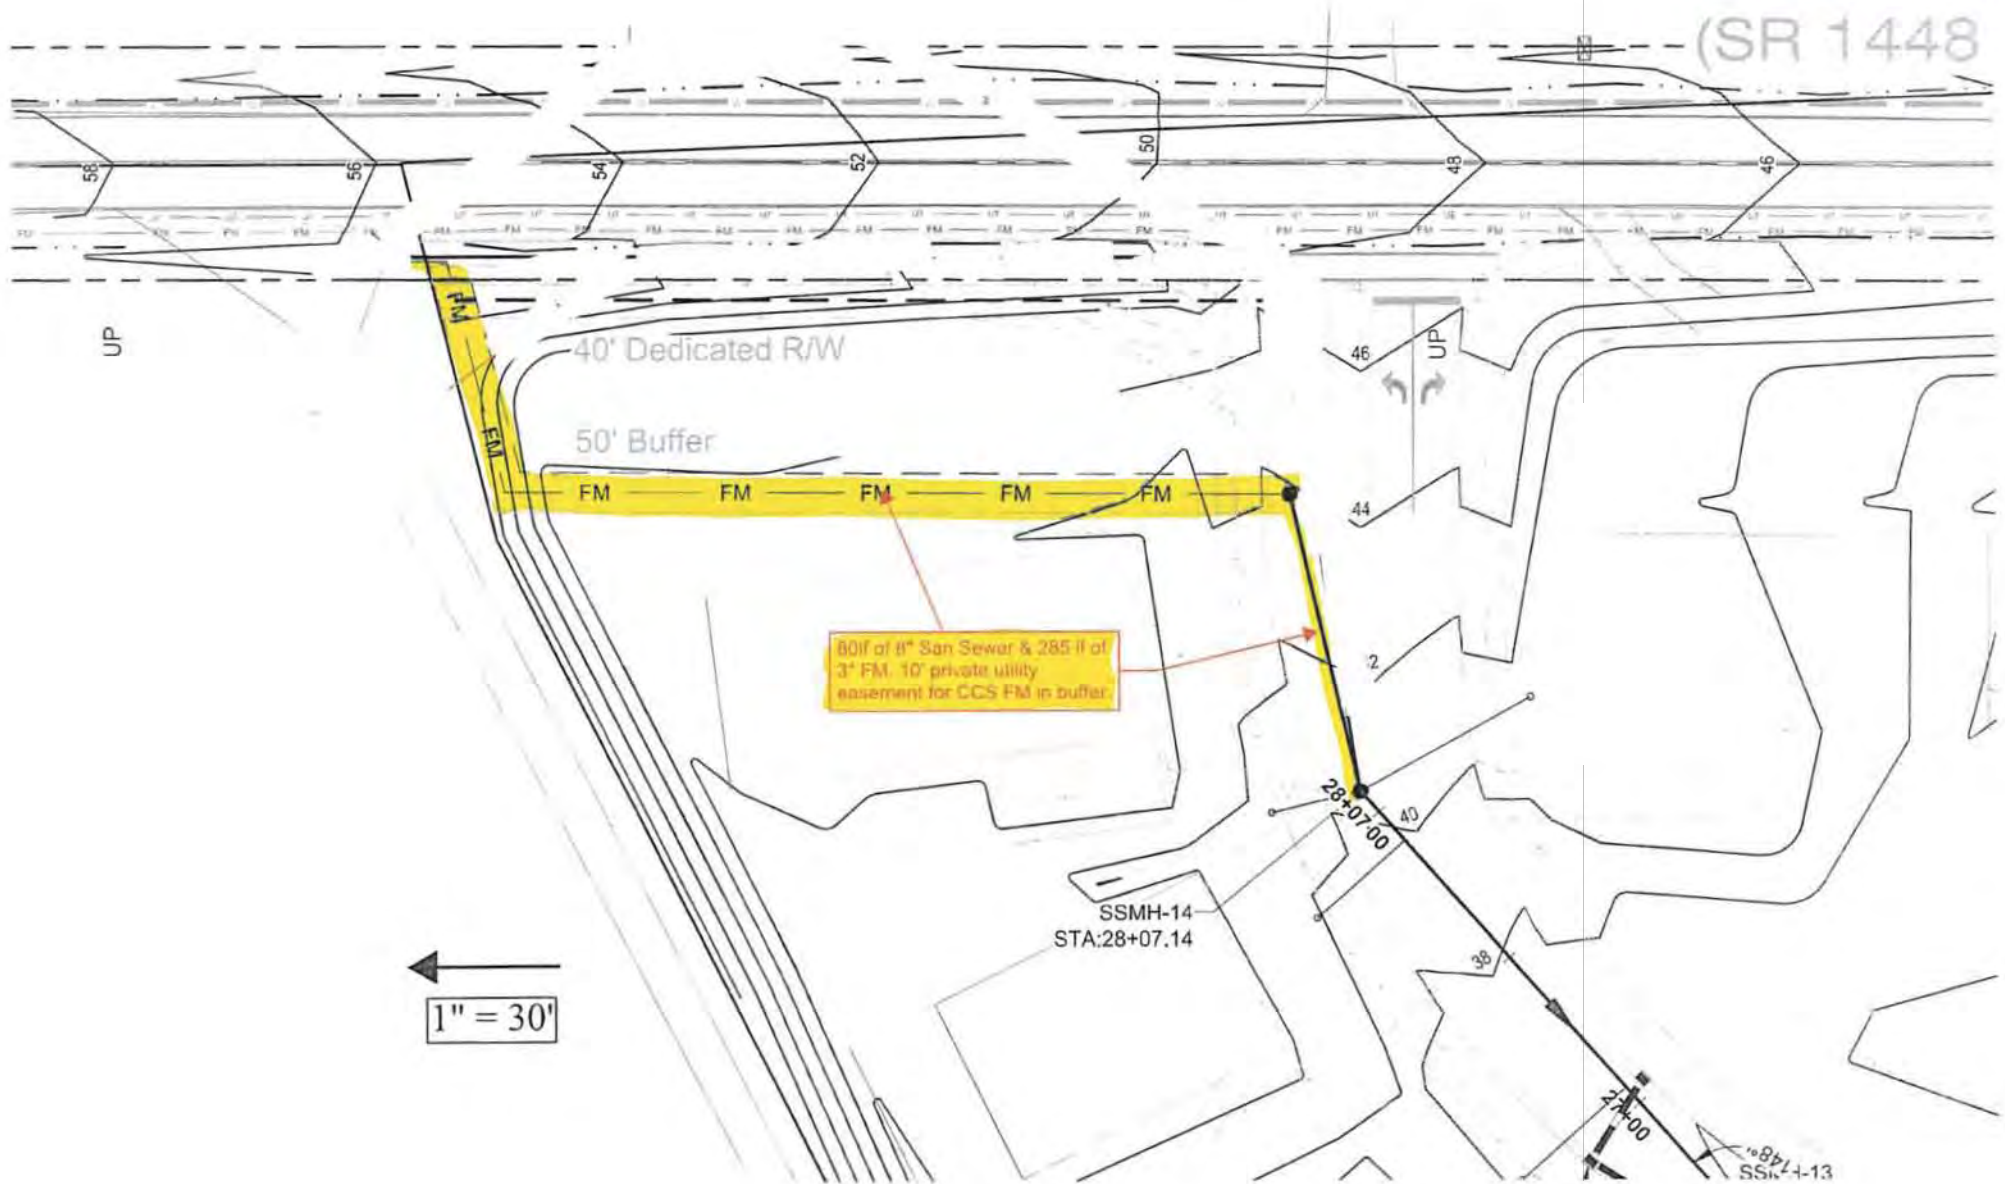 (SR 1448
58
56
54
52
50
48
46
UP
FM
40' Dedicated R/W
46
UP
FM
50' Buffer
FM FM FM FM FM
44
80lf of 8" San Sewer & 285 lf of
3" FM. 10' private utility
easement for CCS FM in buffer.
2
28+07.00
40
SSMH-14
STA:28+07.14
38
1" = 30'
27+00